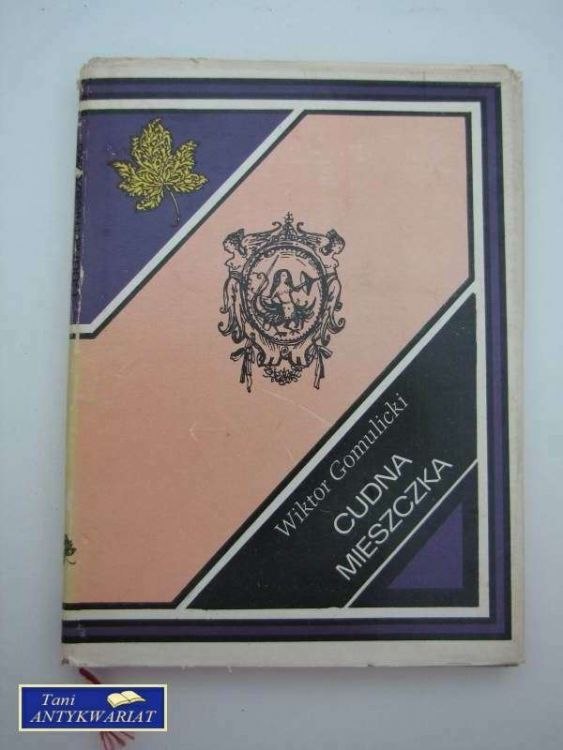 Wiktor Gomulicki
CUDNA
MIESZCZKA
Tani
ANTYKWARIAT